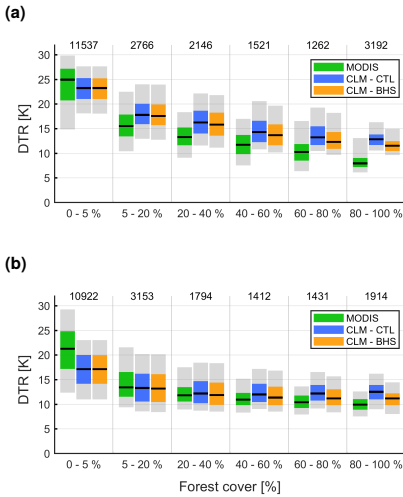 (a)
11537 2766 2146 1521 1262 3192
30
25
20
15
10
5
0
DTR [K]
MODIS
CLM - CTL
CLM - BHS
0 - 5 % 5 - 20 % 20 - 40 % 40 - 60 % 60 - 80 % 80 - 100 %
(b)
10922 3153 1794 1412 1431 1914
30
25
20
15
10
5
0
DTR [K]
MODIS
CLM - CTL
CLM - BHS
0 - 5 % 5 - 20 % 20 - 40 % 40 - 60 % 60 - 80 % 80 - 100 %
Forest cover [%]